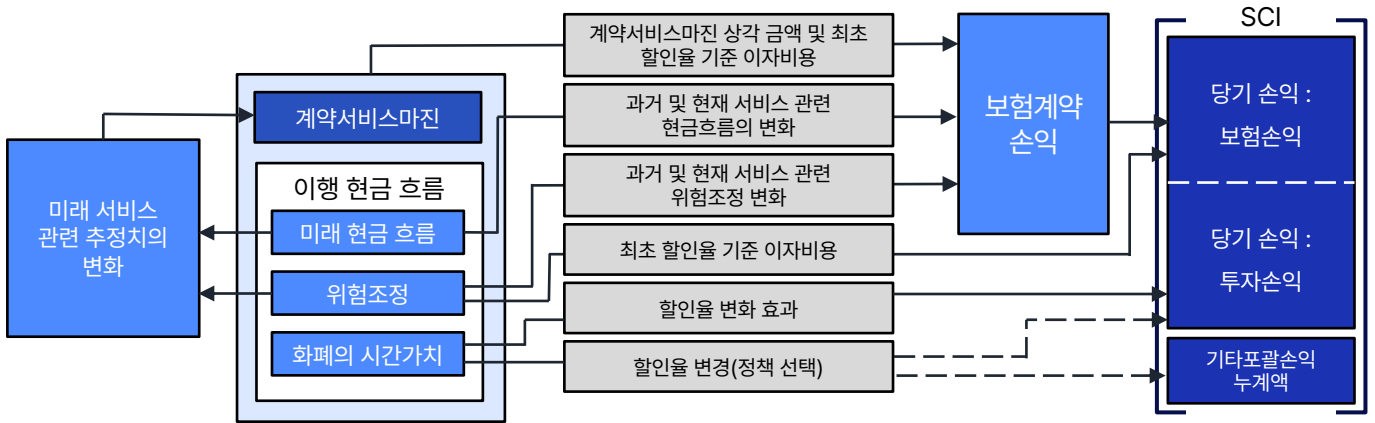 SCI
계약서비스마진 상각 금액 및 최초
할인율 기준 이자비용
계약서비스마진
과거 및 현재 서비스 관련
현금흐름의 변화
보험계약
손익
당기 손익 :
보험손익
이행 현금 흐름
과거 및 현재 서비스 관련
위험조정 변화
미래 서비스
관련 추정치의
변화
미래 현금 흐름
최초 할인율 기준 이자비용
당기 손익 :
투자손익
위험조정
할인율 변화 효과
화폐의 시간가치
할인율 변경(정책 선택)
기타포괄손익
누계액